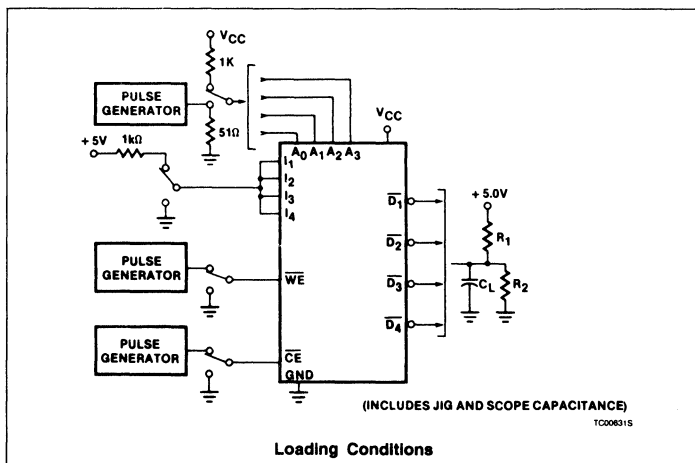 VCC
1K
PULSE
GENERATOR
51Ω
+5V
1kΩ
VCC
A0 A1 A2 A3
I1
I2
I3
I4
D1
D2
D3
D4
+5.0V
R1
CL
R2
PULSE
GENERATOR
WE
PULSE
GENERATOR
CE
GND
(INCLUDES JIG AND SCOPE CAPACITANCE)
TC00631S
Loading Conditions